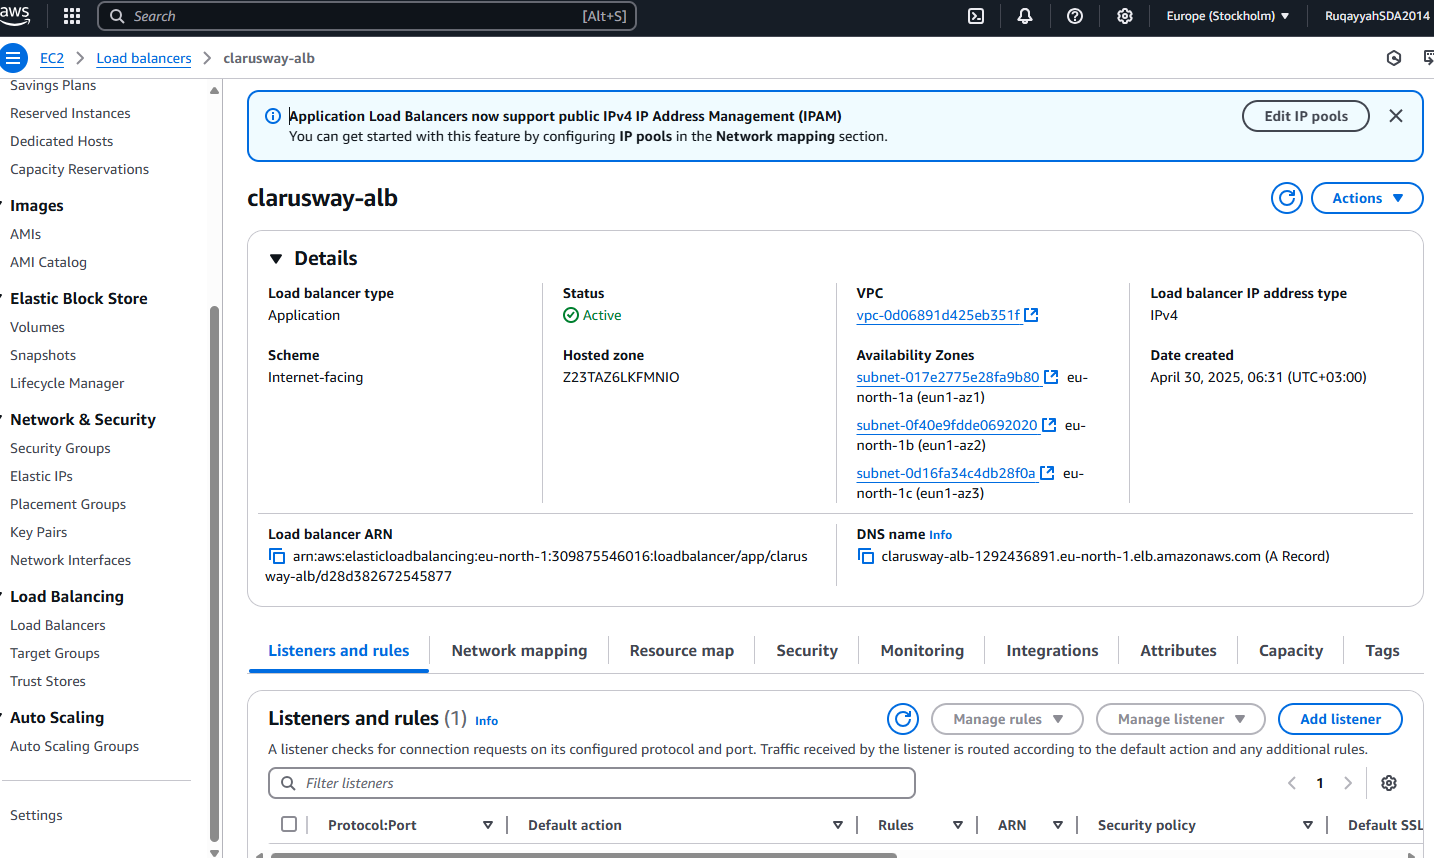 aws
Search
[Alt+S]
Europe (Stockholm)
RuqayyahSDA2014
EC2
Load balancers
clarusway-alb
Savings Plans
Reserved Instances
Dedicated Hosts
Capacity Reservations
Images
AMIs
AMI Catalog
Elastic Block Store
Volumes
Snapshots
Lifecycle Manager
Network & Security
Security Groups
Elastic IPs
Placement Groups
Key Pairs
Network Interfaces
Load Balancing
Load Balancers
Target Groups
Trust Stores
Auto Scaling
Auto Scaling Groups
Settings
Application Load Balancers now support public IPv4 IP Address Management (IPAM)
You can get started with this feature by configuring IP pools in the Network mapping section.
Edit IP pools
clarusway-alb
Actions
Details
Load balancer type
Application
Status
Active
VPC
vpc-0d06891d425eb351f
Load balancer IP address type
IPv4
Scheme
Internet-facing
Hosted zone
Z23TAZ6LKFMNIO
Availability Zones
subnet-017e2775e28fa9b80 eu-
north-1a (eun1-az1)
subnet-0f40e9fdde0692020 eu-
north-1b (eun1-az2)
subnet-0d16fa34c4db28f0a eu-
north-1c (eun1-az3)
Date created
April 30, 2025, 06:31 (UTC+03:00)
Load balancer ARN
arn:aws:elasticloadbalancing:eu-north-1:309875546016:loadbalancer/app/clarus
way-alb/d28d382672545877
DNS name Info
clarusway-alb-1292436891.eu-north-1.elb.amazonaws.com (A Record)
Listeners and rules
Network mapping
Resource map
Security
Monitoring
Integrations
Attributes
Capacity
Tags
Listeners and rules (1) Info
Manage rules
Manage listener
Add listener
A listener checks for connection requests on its configured protocol and port. Traffic received by the listener is routed according to the default action and any additional rules.
Filter listeners
1
Protocol:Port
Default action
Rules
ARN
Security policy
Default SSL